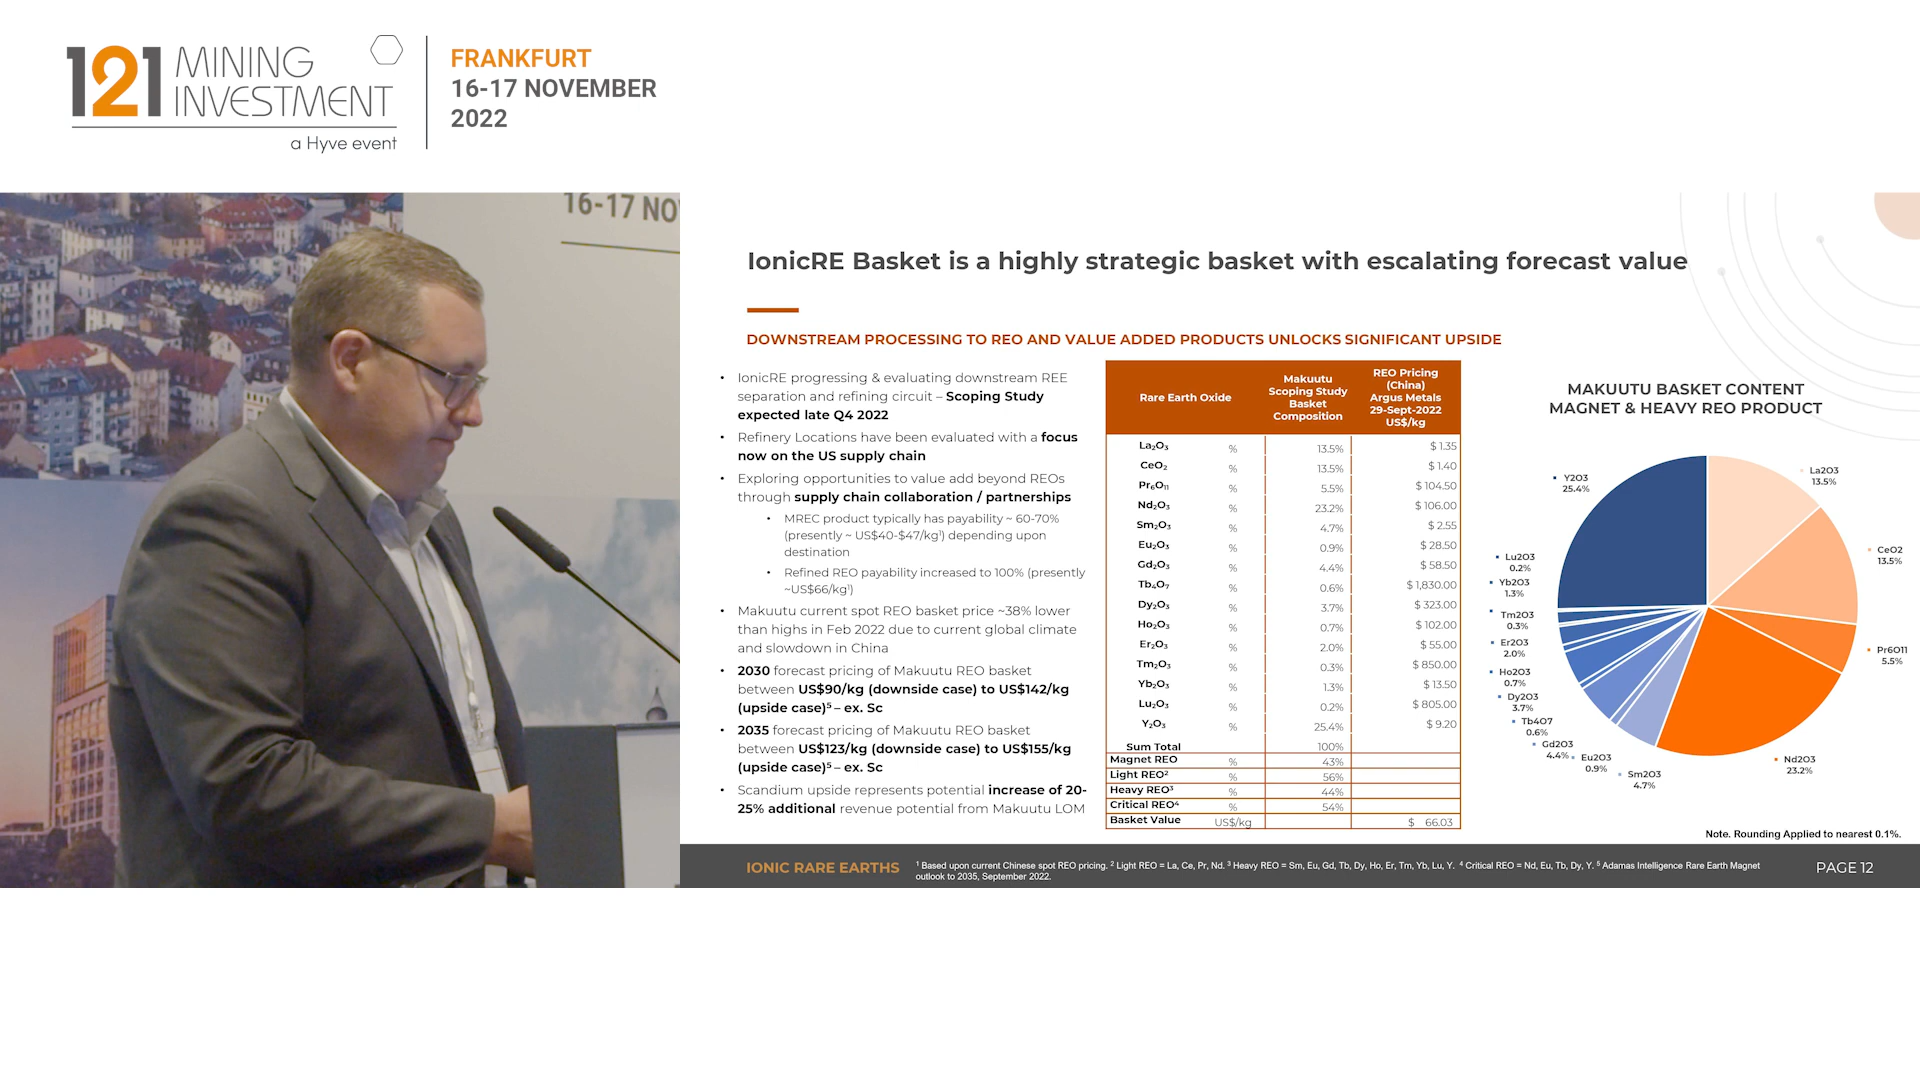 121 MINING INVESTMENT
a Hyve event
FRANKFURT
16-17 NOVEMBER
2022
16-17 NO
IonicRE Basket is a highly strategic basket with escalating forecast value
DOWNSTREAM PROCESSING TO REO AND VALUE ADDED PRODUCTS UNLOCKS SIGNIFICANT UPSIDE
• IonicRE progressing & evaluating downstream REE
separation and refining circuit – Scoping Study
expected late Q4 2022
• Refinery Locations have been evaluated with a focus
now on the US supply chain
• Exploring opportunities to value add beyond REOs
through supply chain collaboration / partnerships
• MREC product typically has payability ~ 60-70%
(presently ~ US$40-$47/kg¹) depending upon
destination
• Refined REO payability increased to 100% (presently
~US$66/kg¹)
• Makuutu current spot REO basket price ~38% lower
than highs in Feb 2022 due to current global climate
and slowdown in China
• 2030 forecast pricing of Makuutu REO basket
between US$90/kg (downside case) to US$142/kg
(upside case)⁵ – ex. Sc
• 2035 forecast pricing of Makuutu REO basket
between US$123/kg (downside case) to US$155/kg
(upside case)⁵ – ex. Sc
• Scandium upside represents potential increase of 20-
25% additional revenue potential from Makuutu LOM
Rare Earth Oxide
Makuutu
Scoping Study
Basket
Composition
REO Pricing
(China)
Argus Metals
29-Sept-2022
US$/kg
La₂O₃ % 13.5% $ 1.35
CeO₂ % 13.5% $ 1.40
Pr₆O₁₁ % 5.5% $ 104.50
Nd₂O₃ % 23.2% $ 106.00
Sm₂O₃ % 4.7% $ 2.55
Eu₂O₃ % 0.9% $ 28.50
Gd₂O₃ % 4.4% $ 58.50
Tb₄O₇ % 0.6% $ 1,830.00
Dy₂O₃ % 3.7% $ 323.00
Ho₂O₃ % 0.7% $ 102.00
Er₂O₃ % 2.0% $ 55.00
Tm₂O₃ % 0.3% $ 850.00
Yb₂O₃ % 1.3% $ 13.50
Lu₂O₃ % 0.2% $ 805.00
Y₂O₃ % 25.4% $ 9.20
Sum Total 100%
Magnet REO % 43%
Light REO² % 56%
Heavy REO³ % 44%
Critical REO⁴ % 54%
Basket Value US$/kg $ 66.03
MAKUUTU BASKET CONTENT
MAGNET & HEAVY REO PRODUCT
La2O3
13.5%
CeO2
13.5%
Pr6O11
5.5%
Nd2O3
23.2%
Sm2O3
4.7%
Eu2O3
0.9%
Gd2O3
4.4%
Tb4O7
0.6%
Dy2O3
3.7%
Ho2O3
0.7%
Er2O3
2.0%
Tm2O3
0.3%
Yb2O3
1.3%
Lu2O3
0.2%
Y2O3
25.4%
Note. Rounding Applied to nearest 0.1%.
IONIC RARE EARTHS
¹ Based upon current Chinese spot REO pricing. ² Light REO = La, Ce, Pr, Nd. ³ Heavy REO = Sm, Eu, Gd, Tb, Dy, Ho, Er, Tm, Yb, Lu, Y. ⁴ Critical REO = Nd, Eu, Tb, Dy, Y. ⁵ Adamas Intelligence Rare Earth Magnet
outlook to 2035, September 2022.
PAGE 12